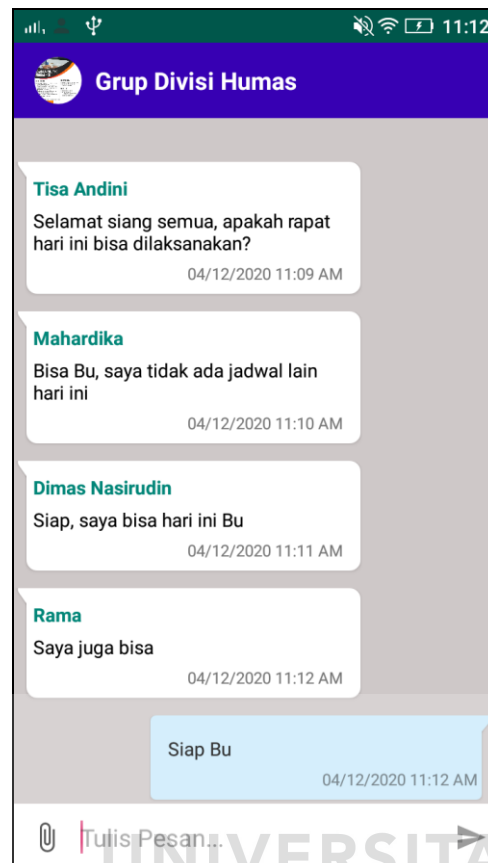 11:12
Grup Divisi Humas
Tisa Andini
Selamat siang semua, apakah rapat
hari ini bisa dilaksanakan?
04/12/2020 11:09 AM
Mahardika
Bisa Bu, saya tidak ada jadwal lain
hari ini
04/12/2020 11:10 AM
Dimas Nasirudin
Siap, saya bisa hari ini Bu
04/12/2020 11:11 AM
Rama
Saya juga bisa
04/12/2020 11:12 AM
Siap Bu
04/12/2020 11:12 AM
Tulis Pesan...
UNIVERSITA